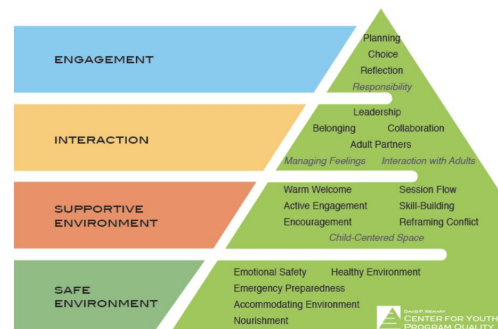 ENGAGEMENT
Planning
Choice
Reflection
Responsibility
INTERACTION
Leadership
Belonging Collaboration
Adult Partners
Managing Feelings Interaction with Adults
SUPPORTIVE
ENVIRONMENT
Warm Welcome Session Flow
Active Engagement Skill-Building
Encouragement Reframing Conflict
Child-Centered Space
SAFE
ENVIRONMENT
Emotional Safety Healthy Environment
Emergency Preparedness
Accommodating Environment
Nourishment
CENTER FOR YOUTH
PROGRAM QUALITY